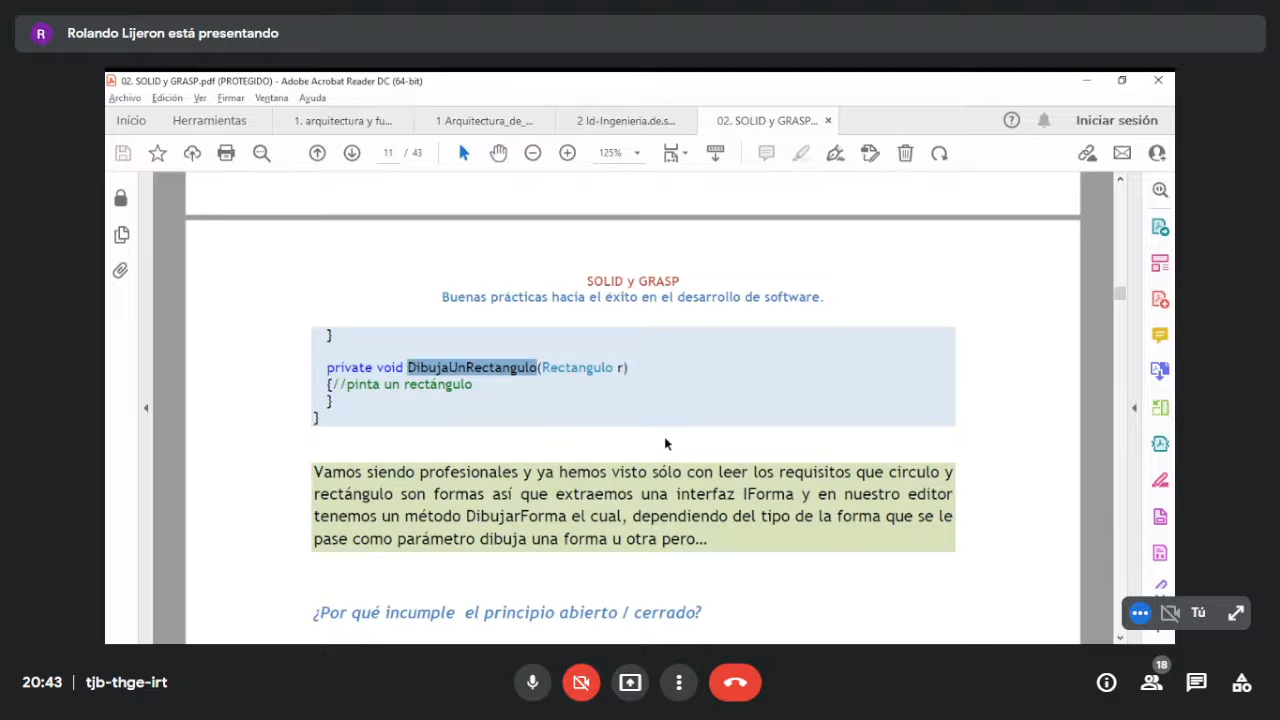 R Rolando Lijeron está presentando
02. SOLID y GRASP.pdf (PROTEGIDO) - Adobe Acrobat Reader DC (64-bit)
Archivo Edición Ver Firmar Ventana Ayuda
Inicio Herramientas 1. arquitectura y fu... 1 Arquitectura_de_... 2 Id-Ingenieria.de.s... 02. SOLID y GRASP... × Iniciar sesión
11 / 43 125%
SOLID y GRASP
Buenas prácticas hacia el éxito en el desarrollo de software.
}
private void DibujaUnRectangulo(Rectangulo r)
{//pinta un rectángulo
}
}
Vamos siendo profesionales y ya hemos visto sólo con leer los requisitos que circulo y
rectángulo son formas así que extraemos una interfaz IForma y en nuestro editor
tenemos un método DibujarForma el cual, dependiendo del tipo de la forma que se le
pase como parámetro dibuja una forma u otra pero...
¿Por qué incumple el principio abierto / cerrado?
Tú
20:43 | tjb-thge-irt
18